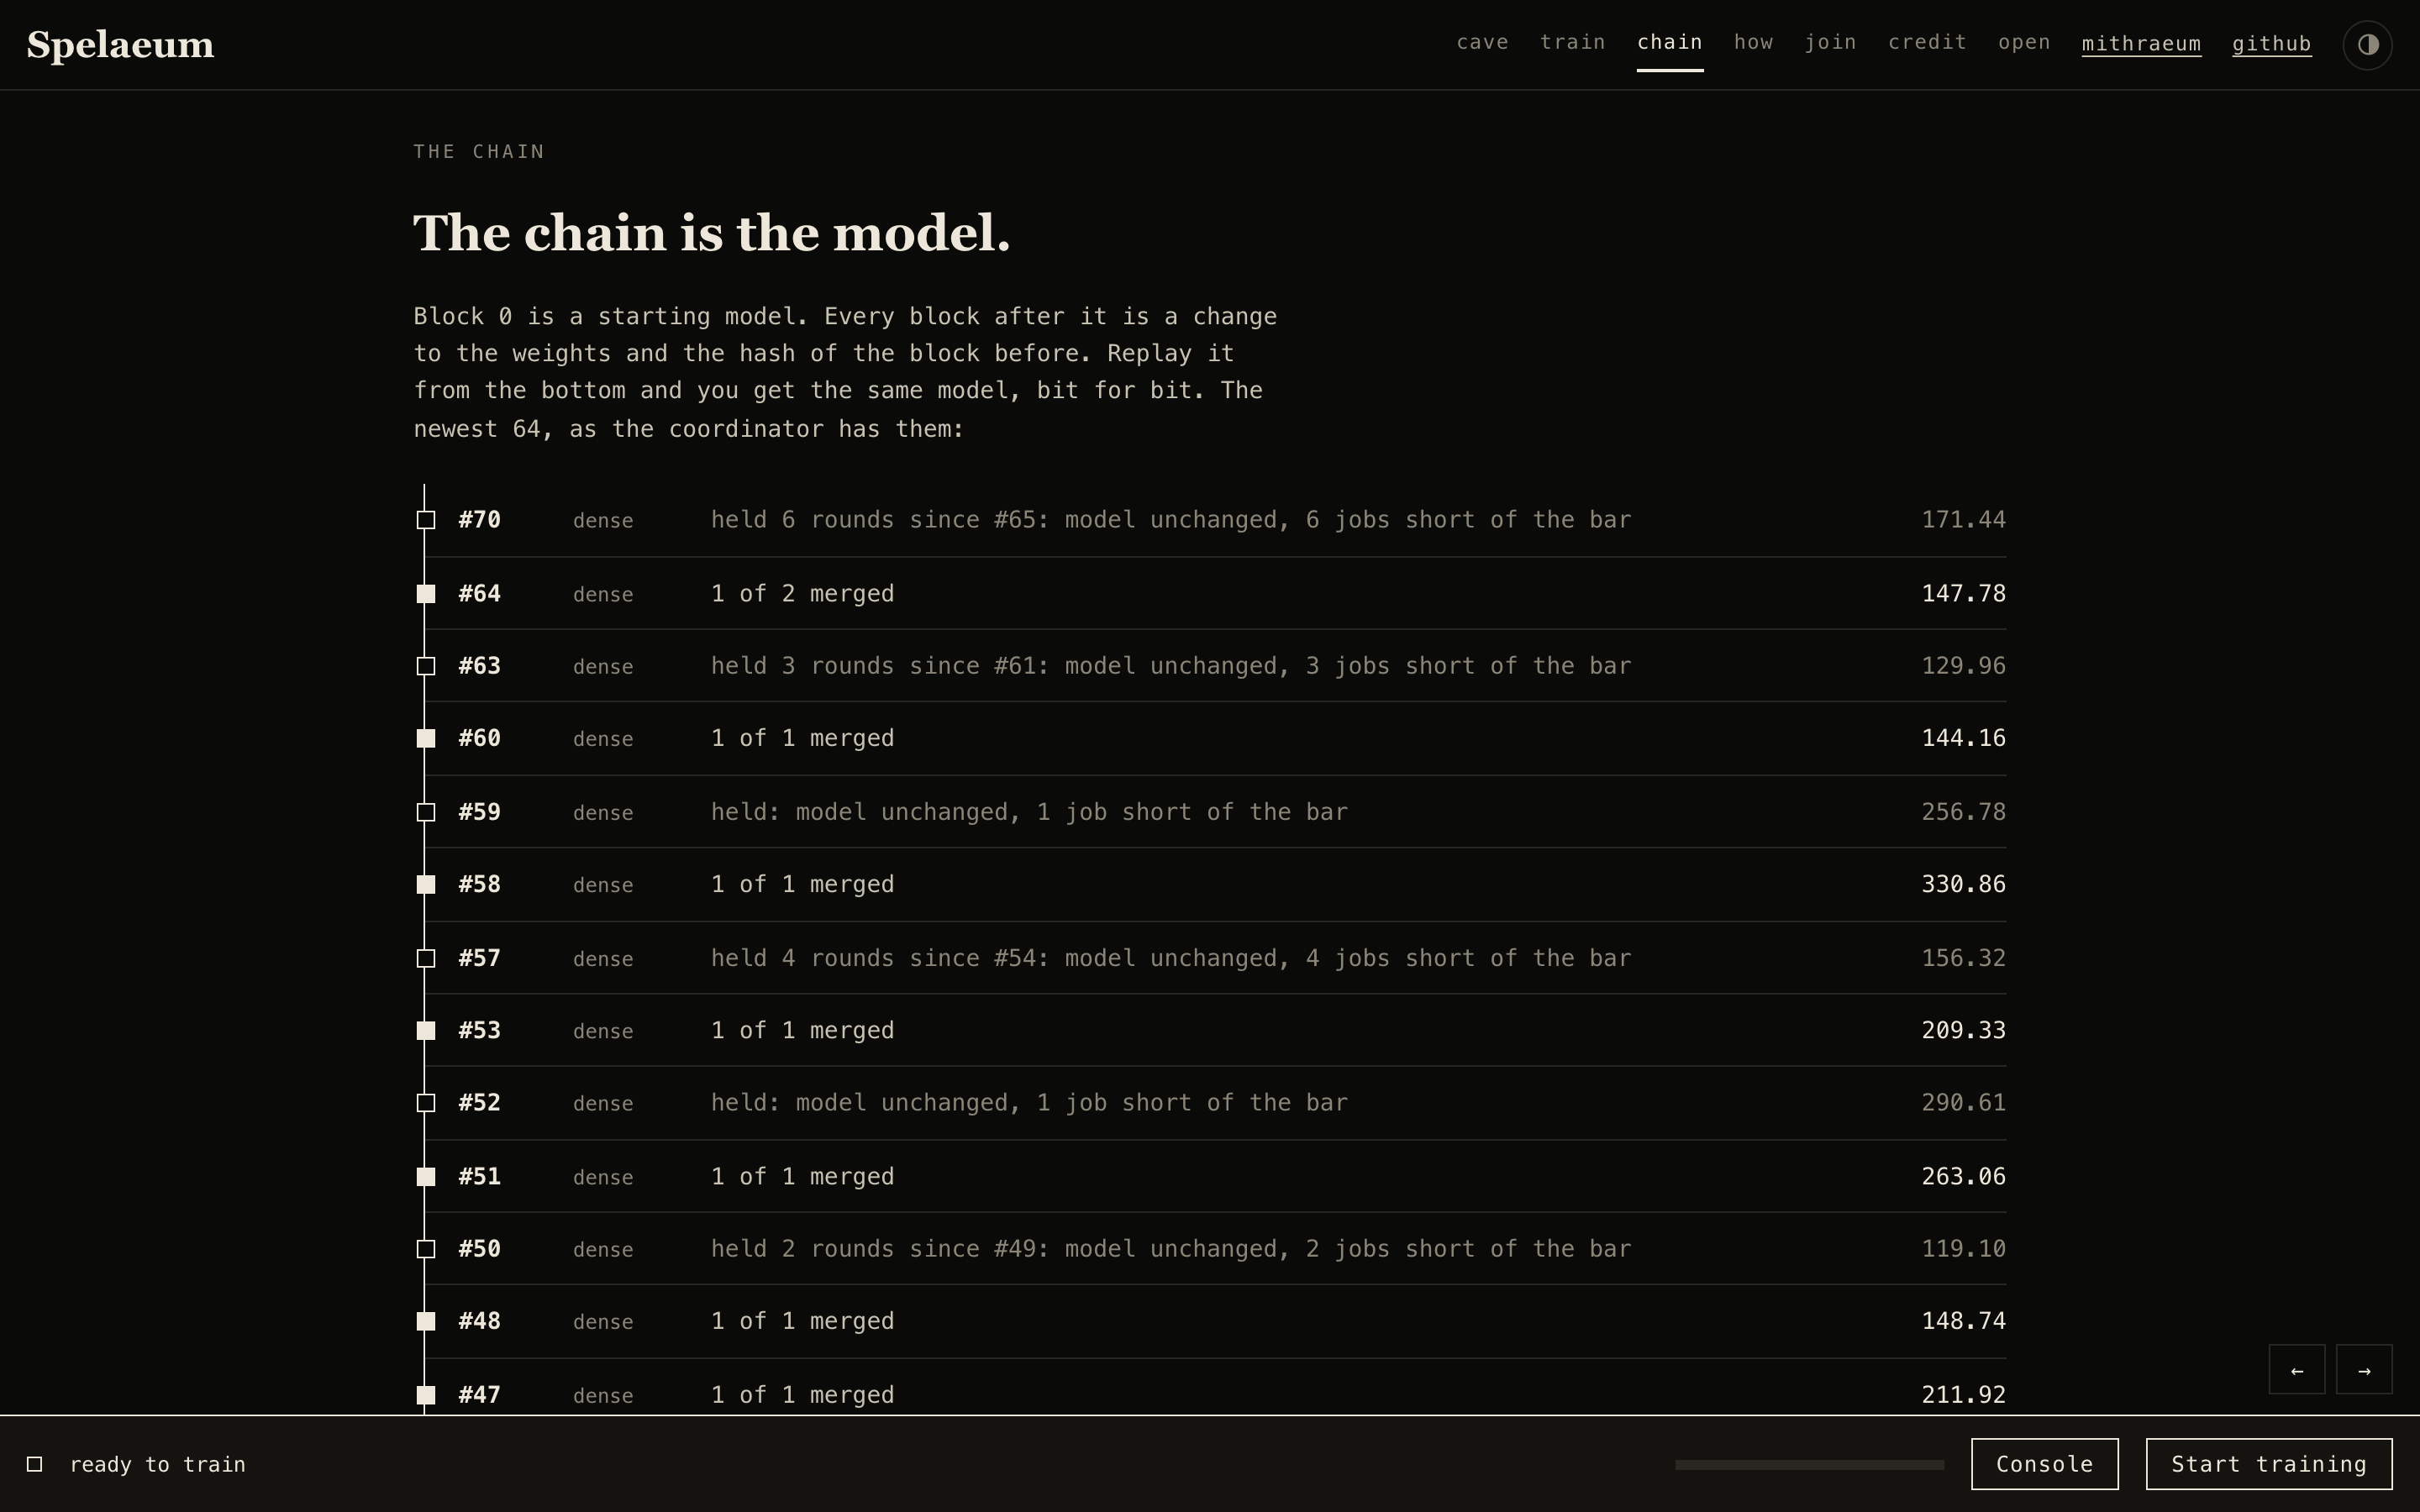 Spelaeum
cave train chain how join credit open mithraeum github
THE CHAIN
The chain is the model.
Block 0 is a starting model. Every block after it is a change
to the weights and the hash of the block before. Replay it
from the bottom and you get the same model, bit for bit. The
newest 64, as the coordinator has them:
#70 dense held 6 rounds since #65: model unchanged, 6 jobs short of the bar 171.44
#64 dense 1 of 2 merged 147.78
#63 dense held 3 rounds since #61: model unchanged, 3 jobs short of the bar 129.96
#60 dense 1 of 1 merged 144.16
#59 dense held: model unchanged, 1 job short of the bar 256.78
#58 dense 1 of 1 merged 330.86
#57 dense held 4 rounds since #54: model unchanged, 4 jobs short of the bar 156.32
#53 dense 1 of 1 merged 209.33
#52 dense held: model unchanged, 1 job short of the bar 290.61
#51 dense 1 of 1 merged 263.06
#50 dense held 2 rounds since #49: model unchanged, 2 jobs short of the bar 119.10
#48 dense 1 of 1 merged 148.74
#47 dense 1 of 1 merged 211.92
← →
ready to train Console Start training